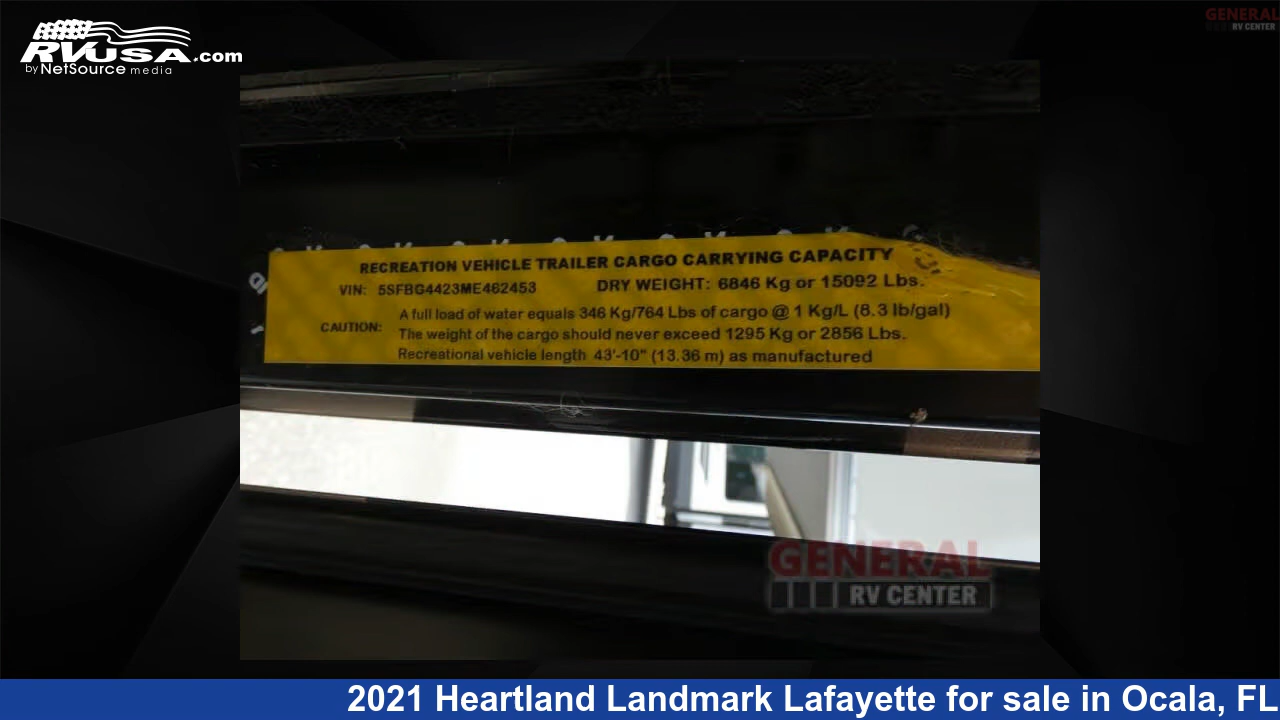 GENERAL
RV CENTER
RVUSA.com
by NetSource media
RECREATION VEHICLE TRAILER CARGO CARRYING CAPACITY
VIN: 5SFBG4423ME462453 DRY WEIGHT: 6846 Kg or 15092 Lbs.
A full load of water equals 346 Kg/764 Lbs of cargo @ 1 Kg/L (8.3 lb/gal)
CAUTION: The weight of the cargo should never exceed 1295 Kg or 2856 Lbs.
Recreational vehicle length 43'-10" (13.36 m) as manufactured
GENERAL
RV CENTER
2021 Heartland Landmark Lafayette for sale in Ocala, FL